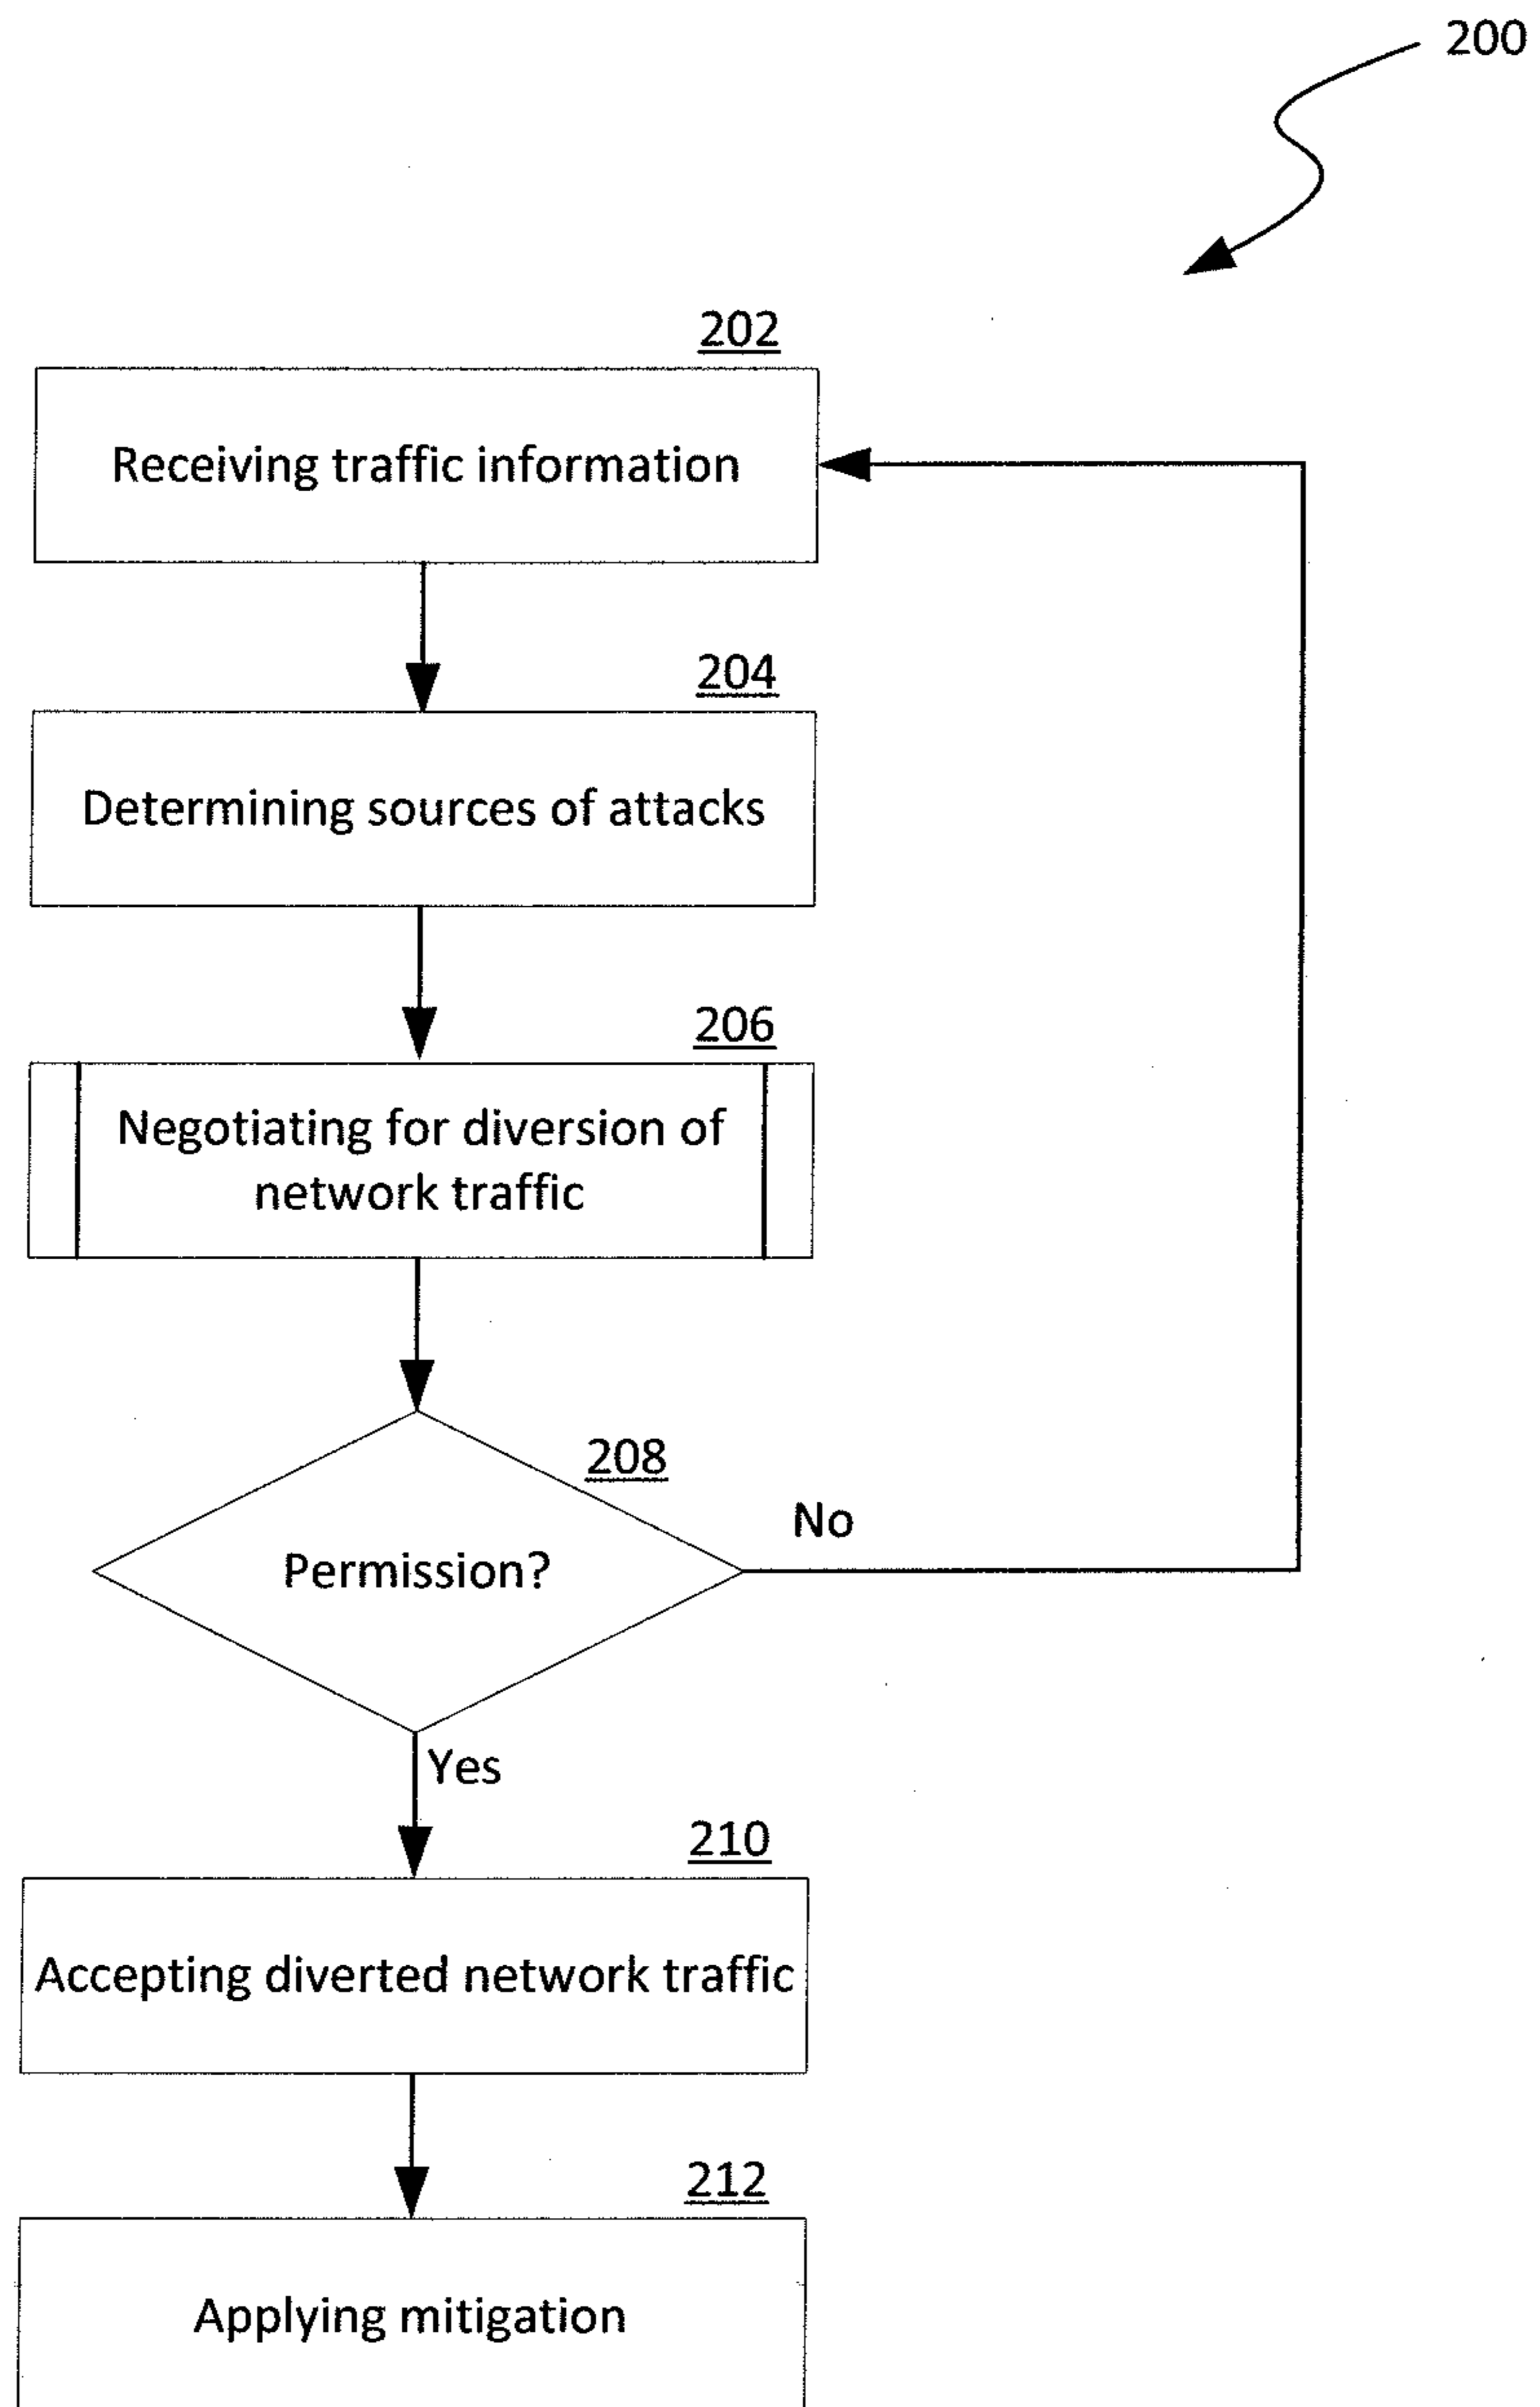 200
202
Receiving traffic information
204
Determining sources of attacks
206
Negotiating for diversion of
network traffic
208
Permission?
No
Yes
210
Accepting diverted network traffic
212
Applying mitigation